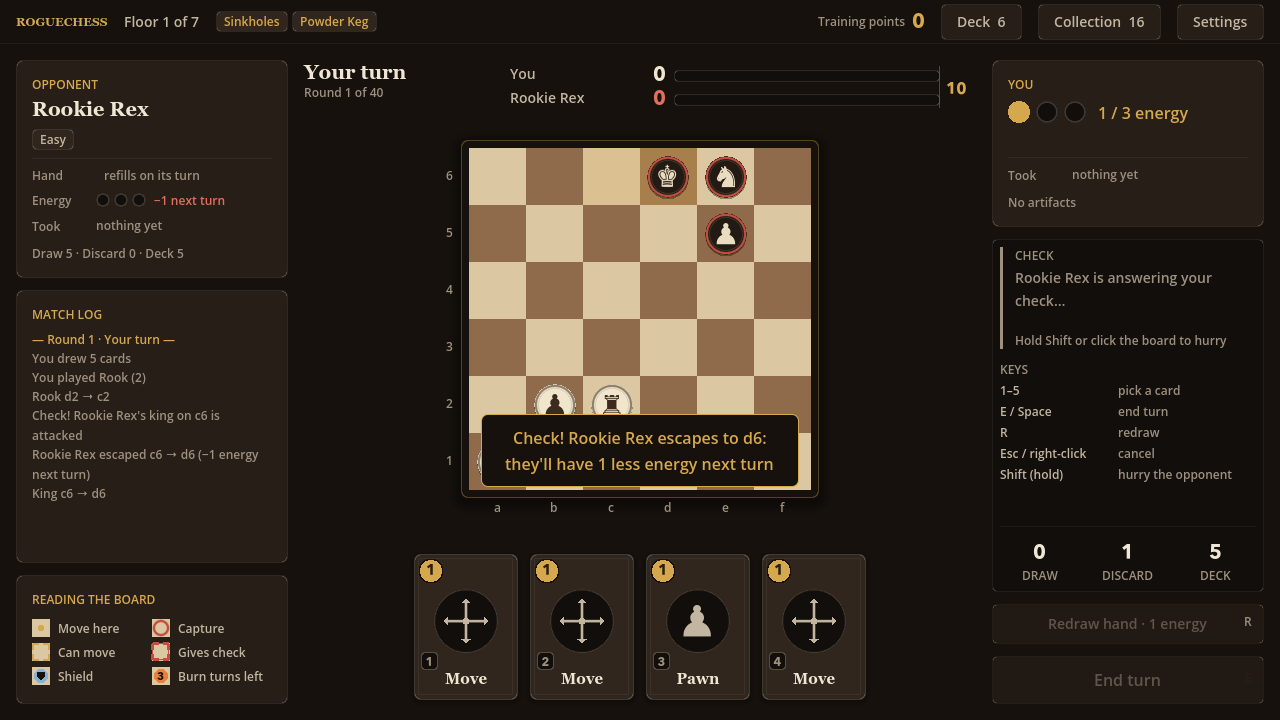 ROGUECHESS Floor 1 of 7 Sinkholes Powder Keg Training points 0 Deck 6 Collection 16 Settings
OPPONENT
Rookie Rex
Easy
Hand refills on its turn
Energy −1 next turn
Took nothing yet
Draw 5 · Discard 0 · Deck 5
MATCH LOG
— Round 1 · Your turn —
You drew 5 cards
You played Rook (2)
Rook d2 → c2
Check! Rookie Rex's king on c6 is
attacked
Rookie Rex escaped c6 → d6 (−1 energy
next turn)
King c6 → d6
READING THE BOARD
Move here Capture
Can move Gives check
Shield 3 Burn turns left
Your turn
Round 1 of 40
You 0
Rookie Rex 0
10
6
5
4
3
2
1
a b c d e f
Check! Rookie Rex escapes to d6:
they'll have 1 less energy next turn
1 1 Move
1 2 Move
1 3 Pawn
1 4 Move
YOU
1 / 3 energy
Took nothing yet
No artifacts
CHECK
Rookie Rex is answering your
check...
Hold Shift or click the board to hurry
KEYS
1–5 pick a card
E / Space end turn
R redraw
Esc / right-click cancel
Shift (hold) hurry the opponent
0 1 5
DRAW DISCARD DECK
Redraw hand · 1 energy R
End turn